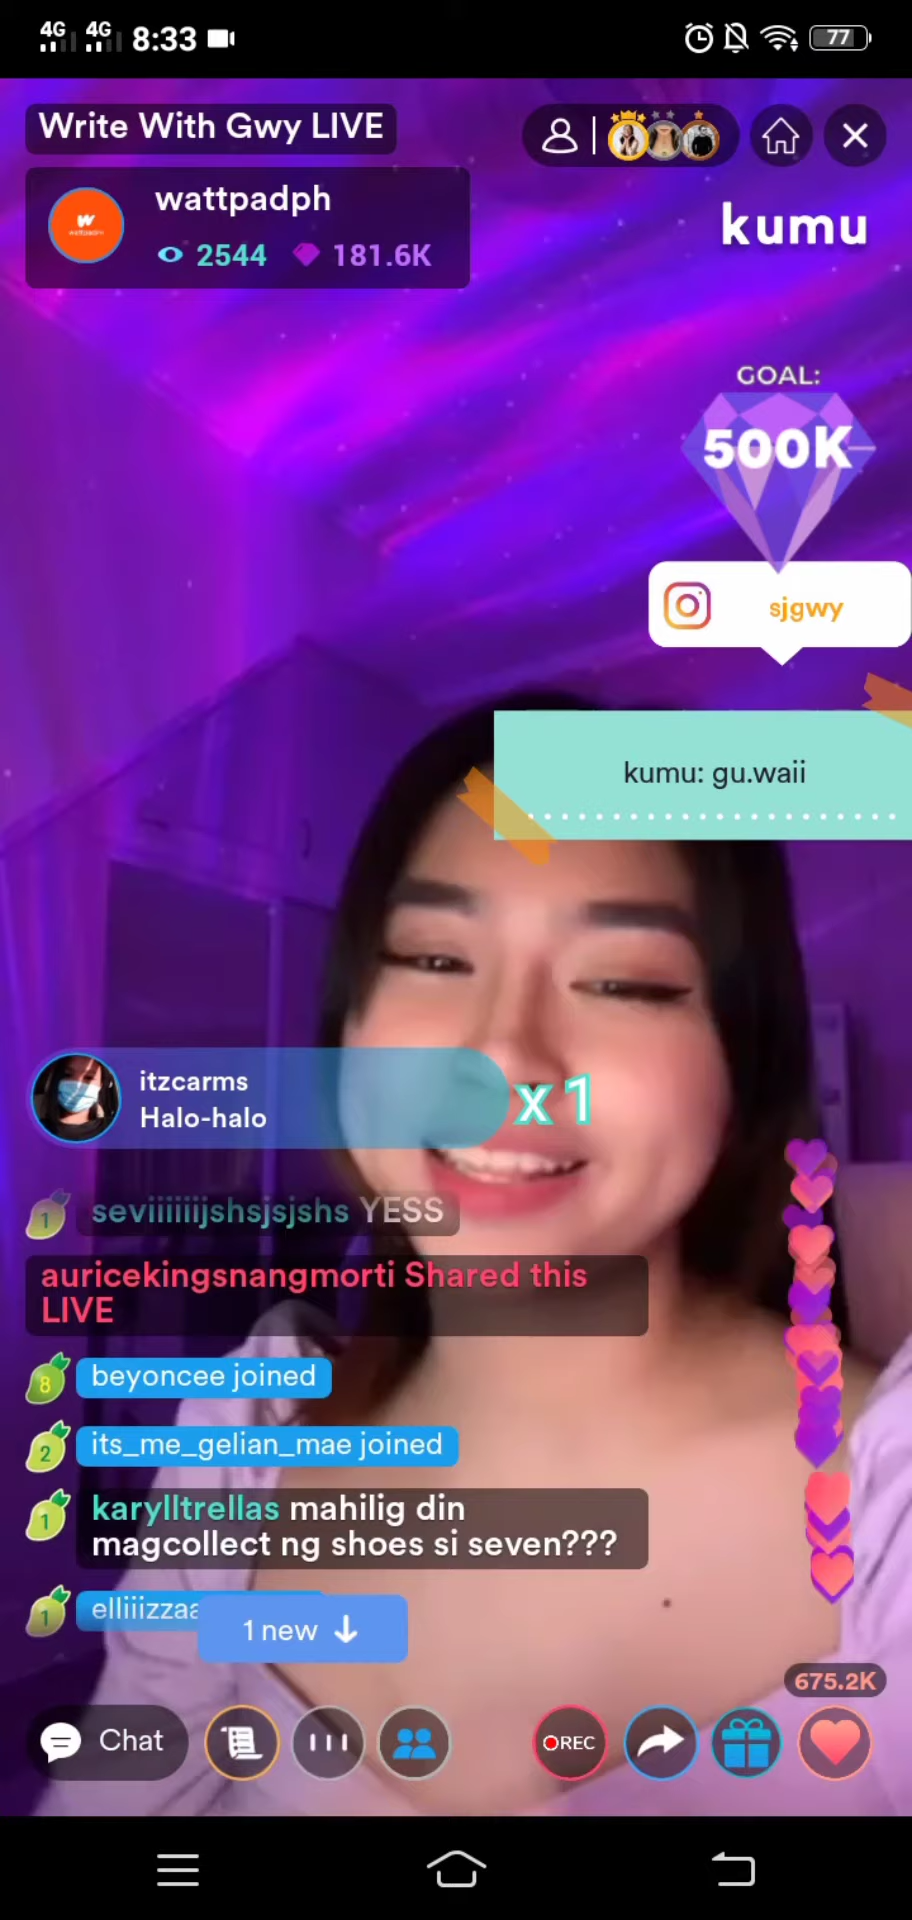 4G 4G 8:33 77
Write With Gwy LIVE
wattpadph
2544 181.6K
kumu
GOAL:
500K
sjgwy
kumu: gu.waii
itzcarms
Halo-halo
x 1
1 seviiiiiijshsjsjshs YESS
auricekingsnangmorti Shared this
LIVE
8 beyoncee joined
2 its_me_gelian_mae joined
1 karylltrellas mahilig din
magcollect ng shoes si seven???
1 elliiizzaa
1 new
675.2K
Chat
REC